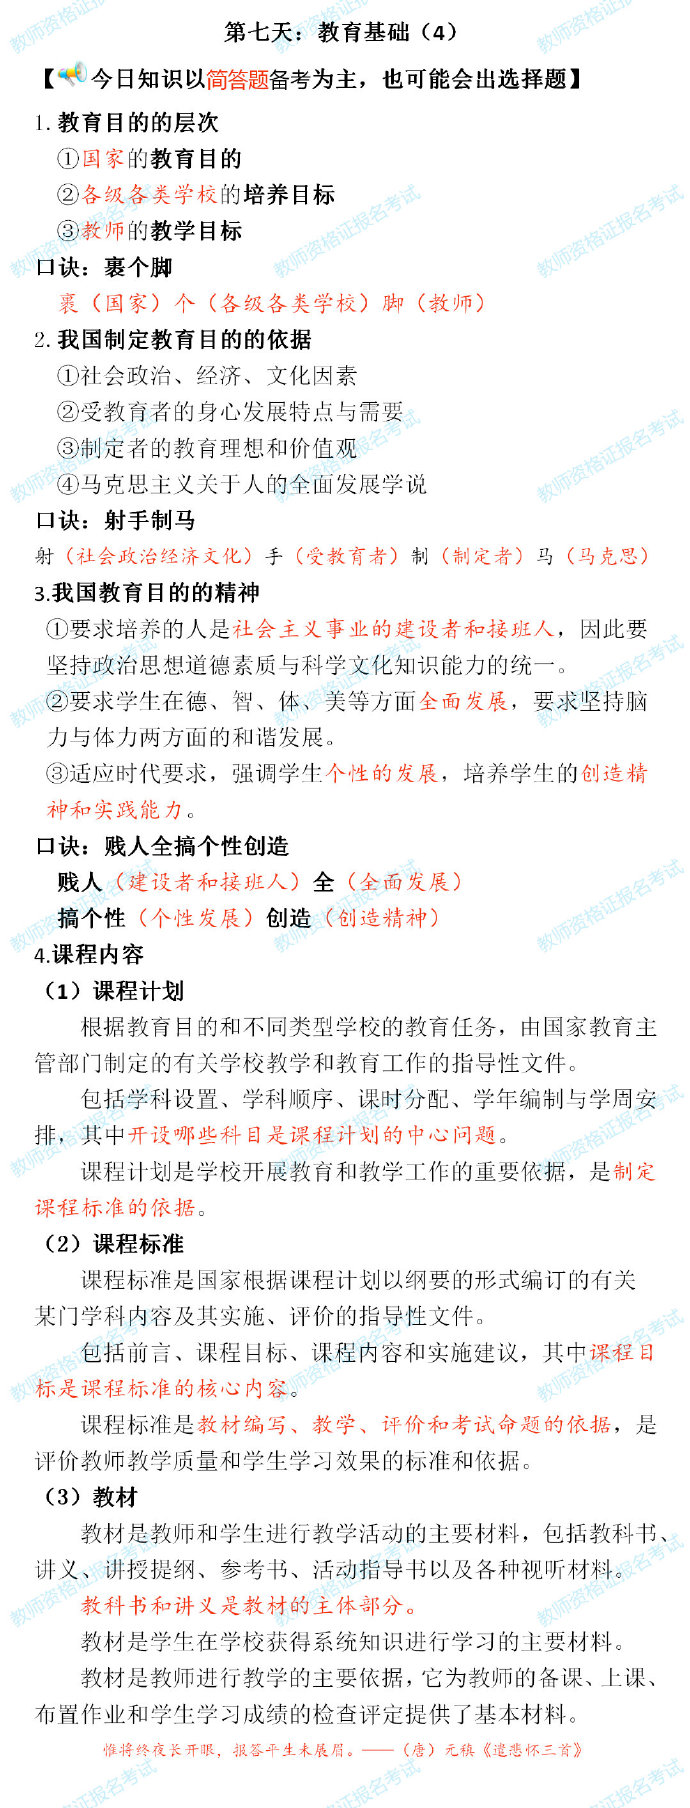 第七天：教育基础（4）
【📢今日知识以简答题备考为主，也可能会出选择题】
1. 教育目的的层次
①国家的教育目的
②各级各类学校的培养目标
③教师的教学目标
口诀：裹个脚
裹（国家）个（各级各类学校）脚（教师）
2. 我国制定教育目的的依据
①社会政治、经济、文化因素
②受教育者的身心发展特点与需要
③制定者的教育理想和价值观
④马克思主义关于人的全面发展学说
口诀：射手制马
射（社会政治经济文化）手（受教育者）制（制定者）马（马克思）
3.我国教育目的的精神
①要求培养的人是社会主义事业的建设者和接班人，因此要
坚持政治思想道德素质与科学文化知识能力的统一。
②要求学生在德、智、体、美等方面全面发展，要求坚持脑
力与体力两方面的和谐发展。
③适应时代要求，强调学生个性的发展，培养学生的创造精
神和实践能力。
口诀：贱人全搞个性创造
贱人（建设者和接班人）全（全面发展）
搞个性（个性发展）创造（创造精神）
4.课程内容
（1）课程计划
根据教育目的和不同类型学校的教育任务，由国家教育主
管部门制定的有关学校教学和教育工作的指导性文件。
包括学科设置、学科顺序、课时分配、学年编制与学周安
排，其中开设哪些科目是课程计划的中心问题。
课程计划是学校开展教育和教学工作的重要依据，是制定
课程标准的依据。
（2）课程标准
课程标准是国家根据课程计划以纲要的形式编订的有关
某门学科内容及其实施、评价的指导性文件。
包括前言、课程目标、课程内容和实施建议，其中课程目
标是课程标准的核心内容。
课程标准是教材编写、教学、评价和考试命题的依据，是
评价教师教学质量和学生学习效果的标准和依据。
（3）教材
教材是教师和学生进行教学活动的主要材料，包括教科书、
讲义、讲授提纲、参考书、活动指导书以及各种视听材料。
教科书和讲义是教材的主体部分。
教材是学生在学校获得系统知识进行学习的主要材料。
教材是教师进行教学的主要依据，它为教师的备课、上课、
布置作业和学生学习成绩的检查评定提供了基本材料。
惟将终夜长开眼，报答平生未展眉。——（唐）元稹《遣悲怀三首》
教师资格证报名考试